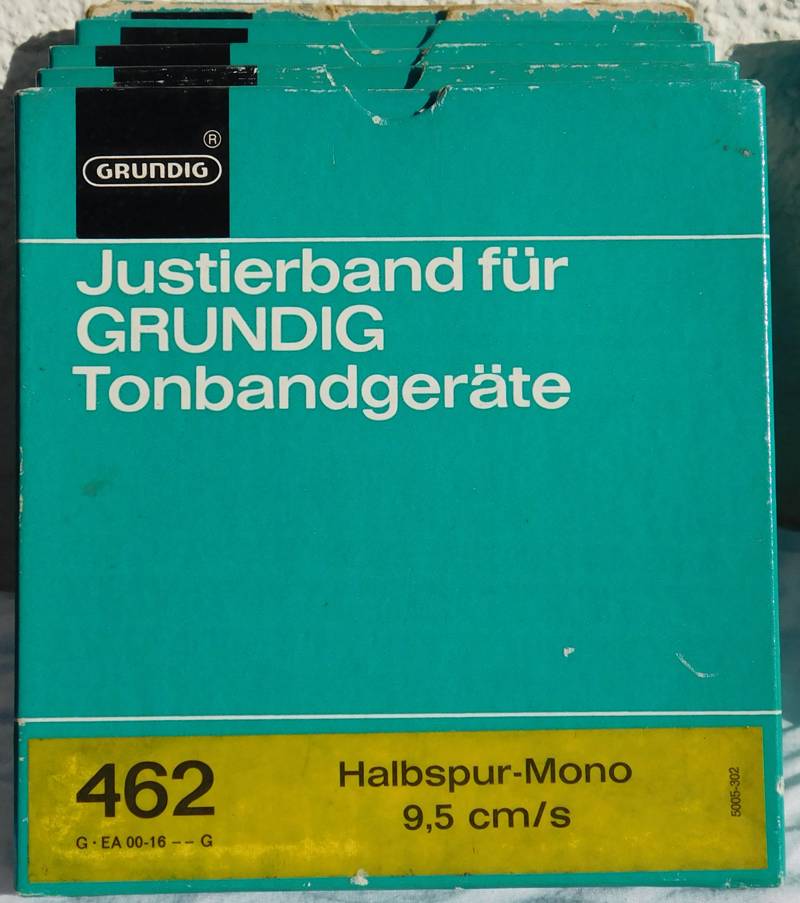 ®
GRUNDIG
Justierband für
GRUNDIG
Tonbandgeräte
462
G · EA 00-16 -- G
Halbspur-Mono
9,5 cm/s
5005-302